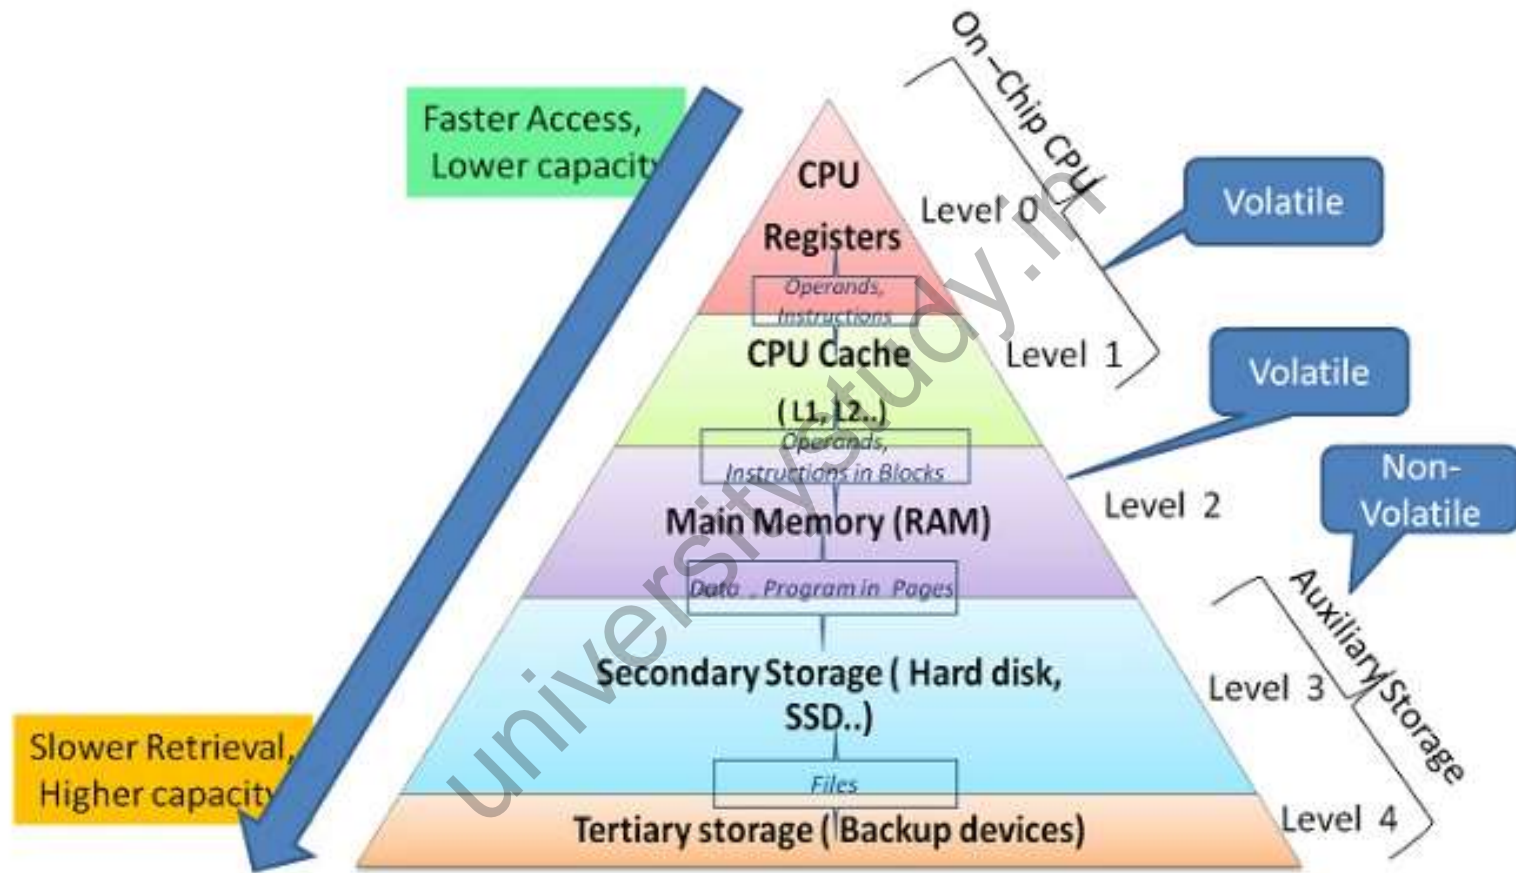 On –Chip CPU
Faster Access,
Lower capacity
CPU
Registers
Level 0
Volatile
Operands,
Instructions
CPU Cache
( L1, L2..)
Level 1
Volatile
Operands,
Instructions in Blocks
Main Memory (RAM)
Level 2
Non-
Volatile
Data , Program in Pages
Auxiliary Storage
Secondary Storage ( Hard disk,
SSD..)
Level 3
Slower Retrieval,
Higher capacity
Files
Tertiary storage ( Backup devices)
Level 4
universitystudy.in